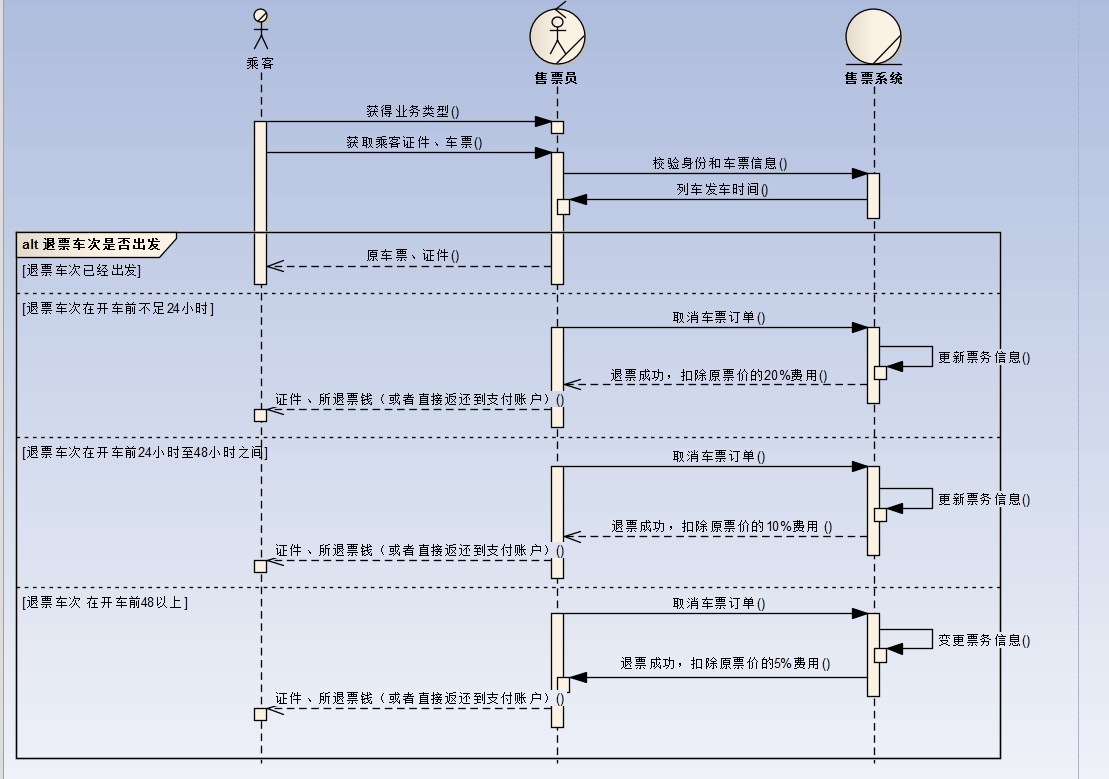 乘客
售票员
售票系统
获得业务类型()
获取乘客证件、车票()
校验身份和车票信息()
列车发车时间()
alt 退票车次是否出发
原车票、证件()
[退票车次已经出发]
[退票车次在开车前不足24小时]
取消车票订单()
更新票务信息()
退票成功，扣除原票价的20%费用()
证件、所退票钱（或者直接返还到支付账户）()
[退票车次在开车前24小时至48小时之间]
取消车票订单()
更新票务信息()
退票成功，扣除原票价的10%费用 ()
证件、所退票钱（或者直接返还到支付账户）()
[退票车次 在开车前48以上]
取消车票订单()
变更票务信息()
退票成功，扣除原票价的5%费用()
证件、所退票钱（或者直接返还到支付账户）()